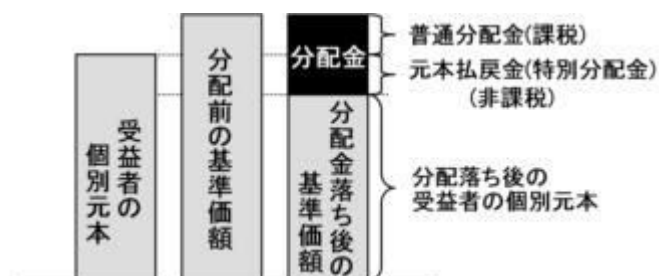 受益者の
個別元本
分配前の基準価額
分配金
分配金落ち後の
基準価額
普通分配金(課税)
元本払戻金(特別分配金)
(非課税)
分配落ち後の
受益者の個別元本